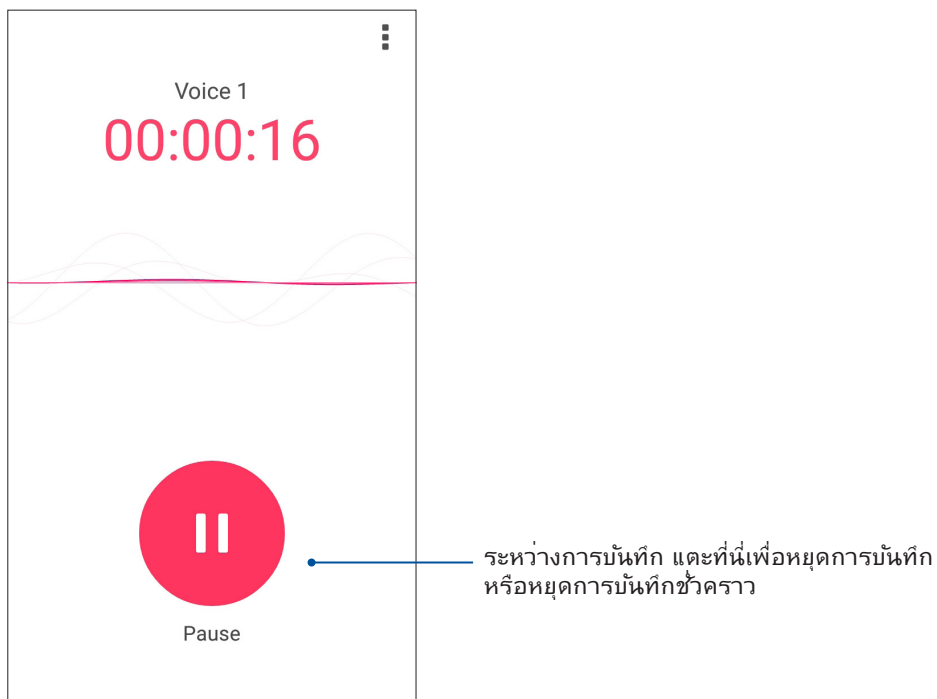 Voice 1
00:00:16
Pause
ระหว่างการบันทึก แตะที่นี่เพื่อหยุดการบันทึก
หรือหยุดการบันทึกชั่วคราว